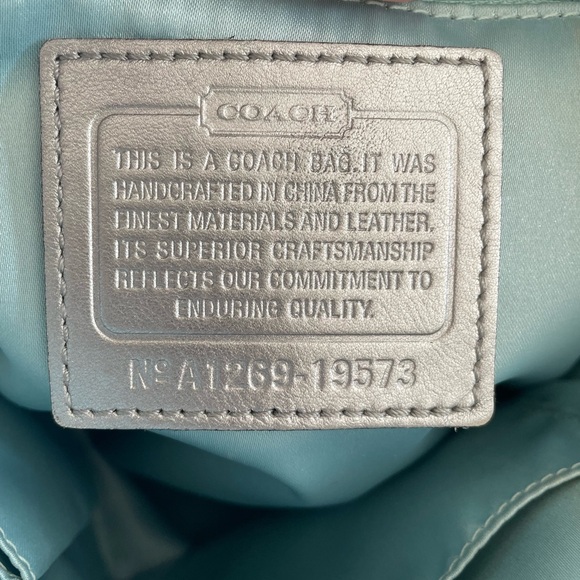 COACH
THIS IS A COACH BAG. IT WAS
HANDCRAFTED IN CHINA FROM THE
FINEST MATERIALS AND LEATHER.
ITS SUPERIOR CRAFTSMANSHIP
REFLECTS OUR COMMITMENT TO
ENDURING QUALITY.
Nº A1269-19573